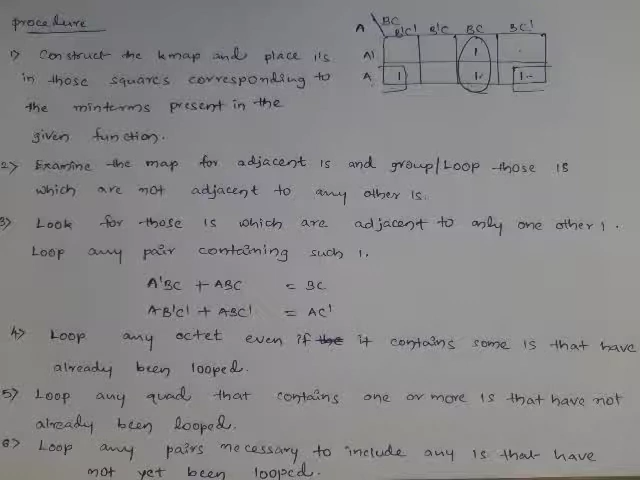 procedure
1) Construct the kmap and place 1s
in those squares corresponding to
the minterms present in the
given function.
A \ BC
B'C' B'C BC BC'
A' 1
A 1 1 1
2) Examine the map for adjacent 1s and group/Loop those 1s
which are not adjacent to any other 1s.
3) Look for those 1s which are adjacent to only one other 1.
Loop any pair containing such 1.
A'BC + ABC = BC
AB'C' + ABC' = AC'
4) Loop any octet even if it contains some 1s that have
already been looped.
5) Loop any quad that contains one or more 1s that have not
already been looped.
6) Loop any pairs necessary to include any 1s that have
not yet been looped.